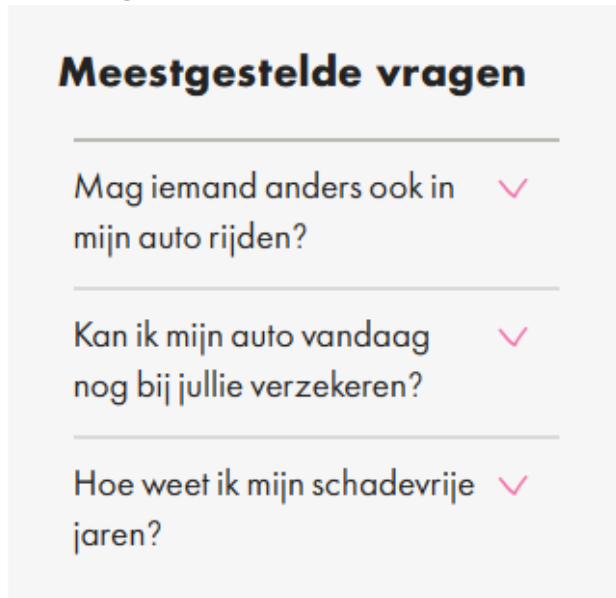 Meestgestelde vragen
Mag iemand anders ook in
mijn auto rijden?
Kan ik mijn auto vandaag
nog bij jullie verzekeren?
Hoe weet ik mijn schadevrije
jaren?